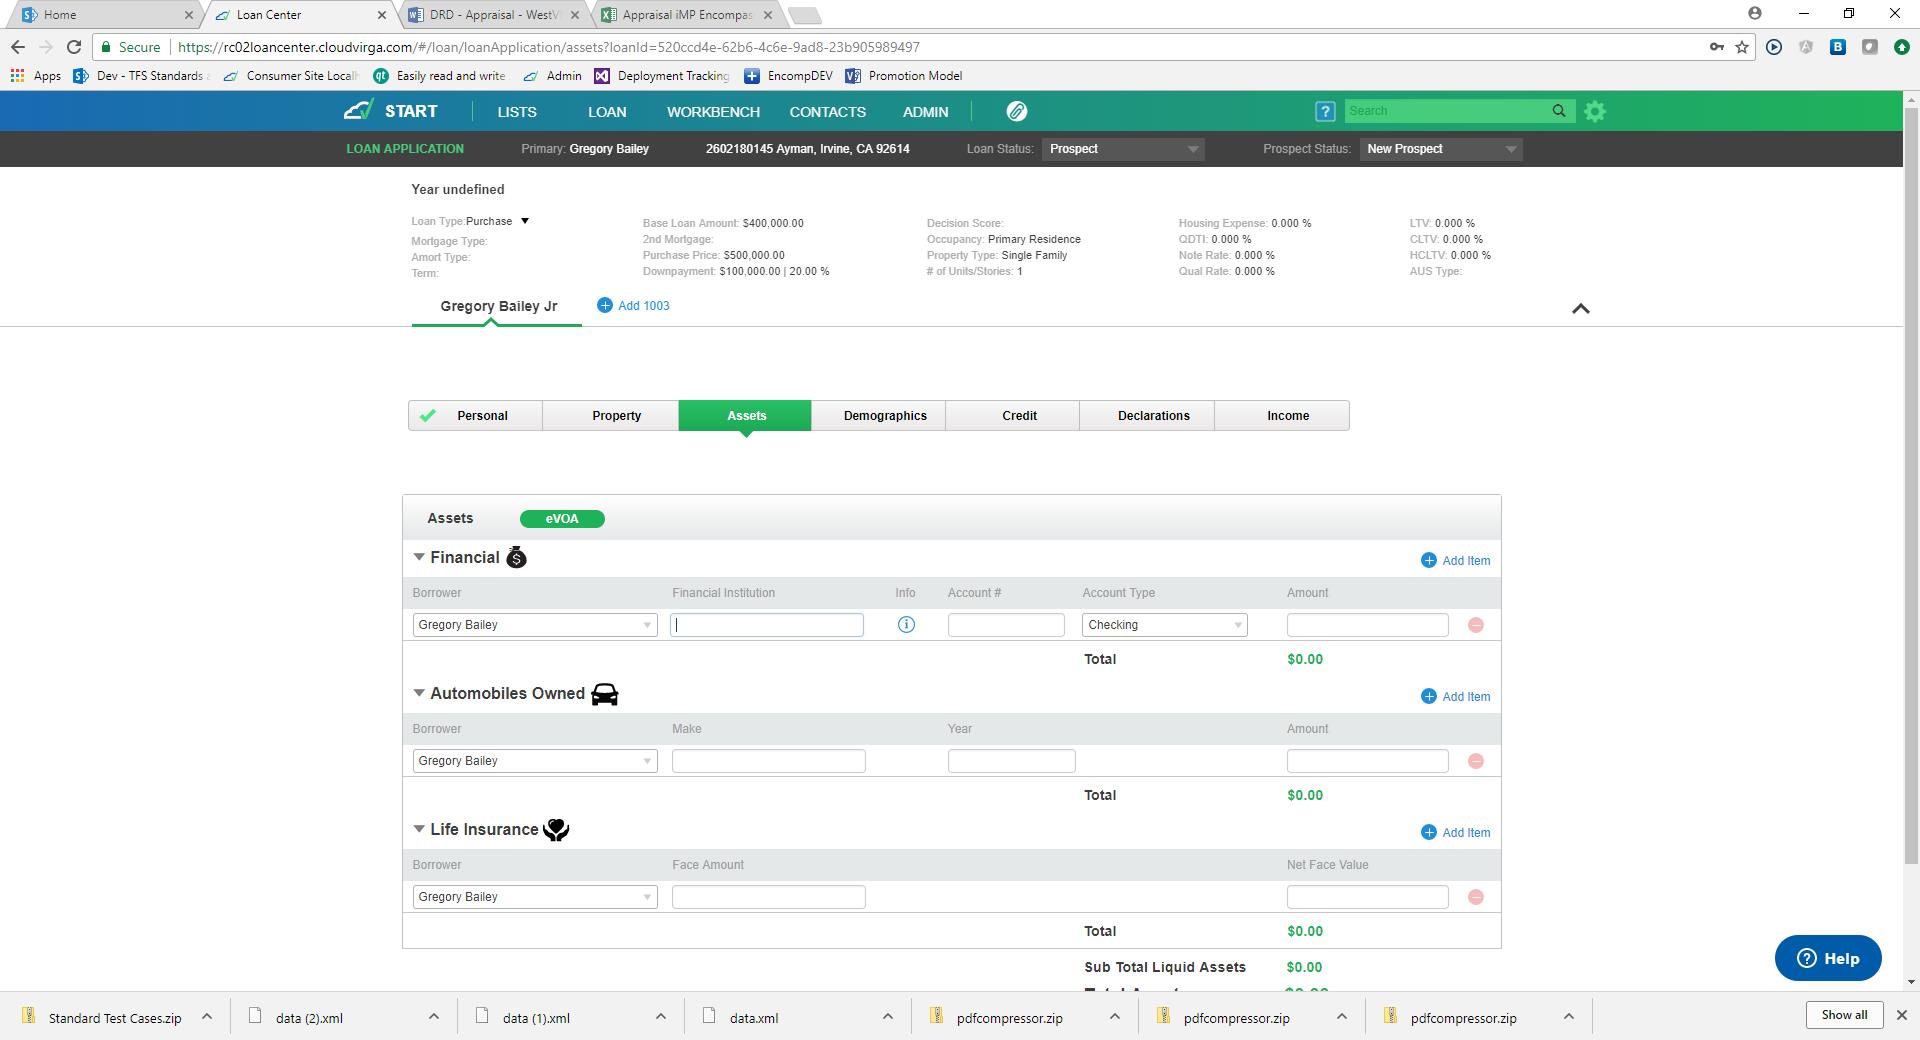 Home
Loan Center
DRD - Appraisal - WestV
Appraisal iMP Encompas
Secure https://rc02loancenter.cloudvirga.com/#/loan/loanApplication/assets?loanId=520ccd4e-62b6-4c6e-9ad8-23b905989497
Apps Dev - TFS Standards Consumer Site Local Easily read and write Admin Deployment Tracking EncompDEV Promotion Model
START LISTS LOAN WORKBENCH CONTACTS ADMIN ? Search
LOAN APPLICATION Primary: Gregory Bailey 2602180145 Ayman, Irvine, CA 92614 Loan Status: Prospect Prospect Status: New Prospect
Year undefined
Loan Type:Purchase
Mortgage Type:
Amort Type:
Term:
Base Loan Amount: $400,000.00
2nd Mortgage:
Purchase Price: $500,000.00
Downpayment: $100,000.00 | 20.00 %
Decision Score:
Occupancy: Primary Residence
Property Type: Single Family
# of Units/Stories: 1
Housing Expense: 0.000 %
QDTI: 0.000 %
Note Rate: 0.000 %
Qual Rate: 0.000 %
LTV: 0.000 %
CLTV: 0.000 %
HCLTV: 0.000 %
AUS Type:
Gregory Bailey Jr Add 1003
Personal Property Assets Demographics Credit Declarations Income
Assets eVOA
Financial Add Item
Borrower Financial Institution Info Account # Account Type Amount
Gregory Bailey Checking
Total $0.00
Automobiles Owned Add Item
Borrower Make Year Amount
Gregory Bailey
Total $0.00
Life Insurance Add Item
Borrower Face Amount Net Face Value
Gregory Bailey
Total $0.00
Sub Total Liquid Assets $0.00
Help
Standard Test Cases.zip data (2).xml data (1).xml data.xml pdfcompressor.zip pdfcompressor.zip pdfcompressor.zip Show all